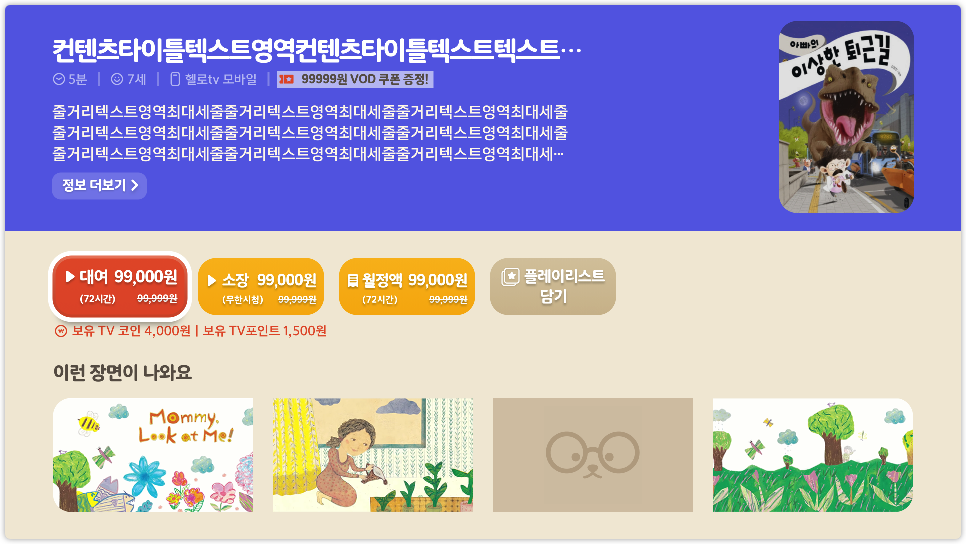 컨텐츠타이틀텍스트영역컨텐츠타이틀텍스트텍스트···
5분 | 7세 | 헬로tv 모바일 | 99999원 VOD 쿠폰 증정!
줄거리텍스트영역최대세줄줄거리텍스트영역최대세줄줄거리텍스트영역최대세줄
줄거리텍스트영역최대세줄줄거리텍스트영역최대세줄줄거리텍스트영역최대세줄
줄거리텍스트영역최대세줄줄거리텍스트영역최대세줄줄거리텍스트영역최대세···
정보 더보기
아빠의
이상한 퇴근길
대여 99,000원
(72시간) 99,999원
소장 99,000원
(무한시청) 99,999원
월정액 99,000원
(72시간) 99,999원
플레이리스트
담기
보유 TV 코인 4,000원 | 보유 TV포인트 1,500원
이런 장면이 나와요
Mommy,
Look at Me!